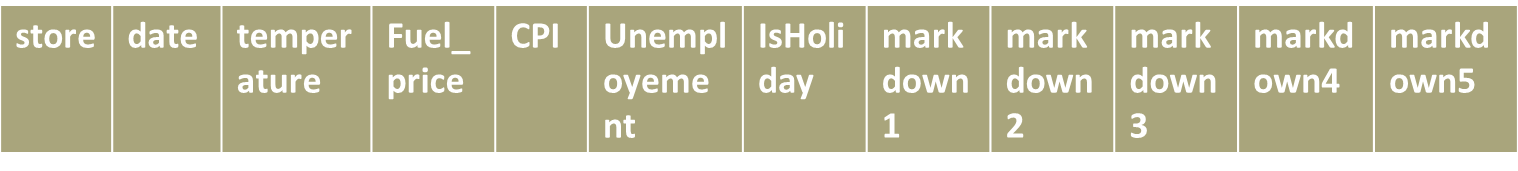 store
date
temper
ature
Fuel_
price
CPI
Unempl
oyeme
nt
IsHoli
day
mark
down
1
mark
down
2
mark
down
3
markd
own4
markd
own5